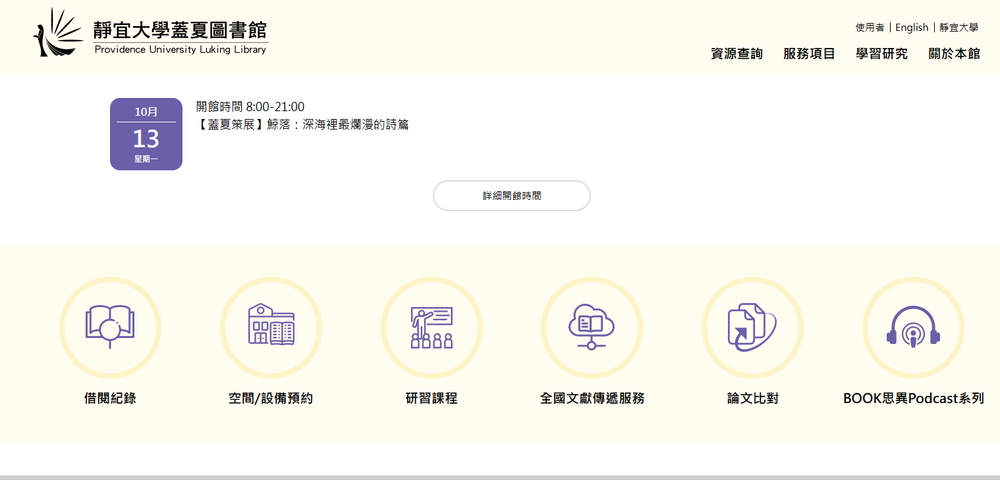 靜宜大學蓋夏圖書館
Providence University Luking Library
使用者 | English | 靜宜大學
資源查詢 服務項目 學習研究 關於本館
10月
13
星期一
開館時間 8:00-21:00
【蓋夏策展】鯨落：深海裡最爛漫的詩篇
詳細開館時間
借閱紀錄
空間/設備預約
研習課程
全國文獻傳遞服務
論文比對
BOOK思異Podcast系列